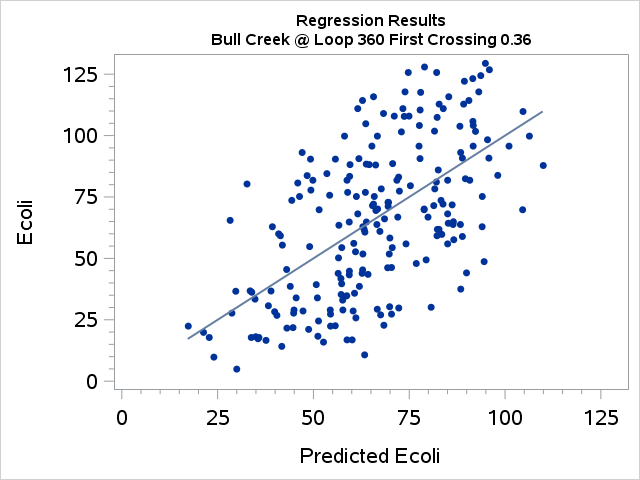 Regression Results
Bull Creek @ Loop 360 First Crossing 0.36
Ecoli
125
100
75
50
25
0
0 25 50 75 100 125
Predicted Ecoli